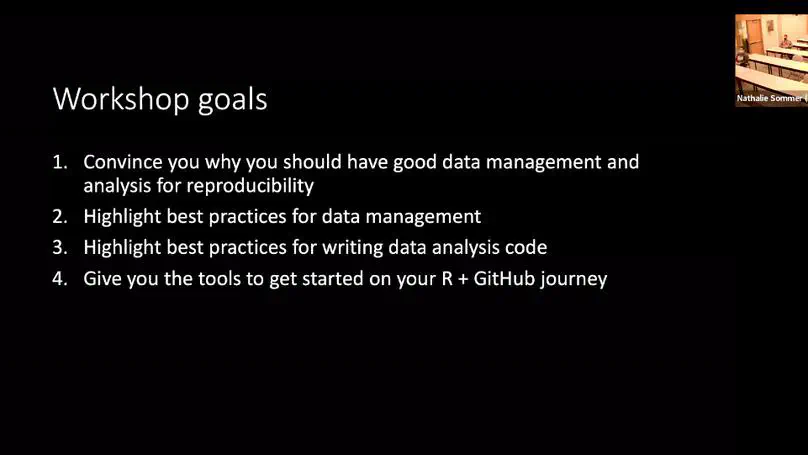 Workshop goals
1. Convince you why you should have good data management and
analysis for reproducibility
2. Highlight best practices for data management
3. Highlight best practices for writing data analysis code
4. Give you the tools to get started on your R + GitHub journey
Nathalie Sommer (